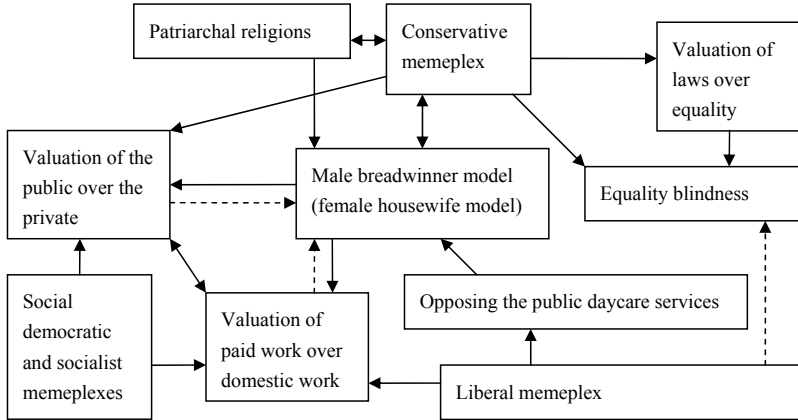 Patriarchal religions
Conservative
memeplex
Valuation of
laws over
equality
Valuation of the
public over the
private
Male breadwinner model
(female housewife model)
Equality blindness
Social
democratic
and socialist
memeplexes
Valuation of
paid work over
domestic work
Opposing the public daycare services
Liberal memeplex